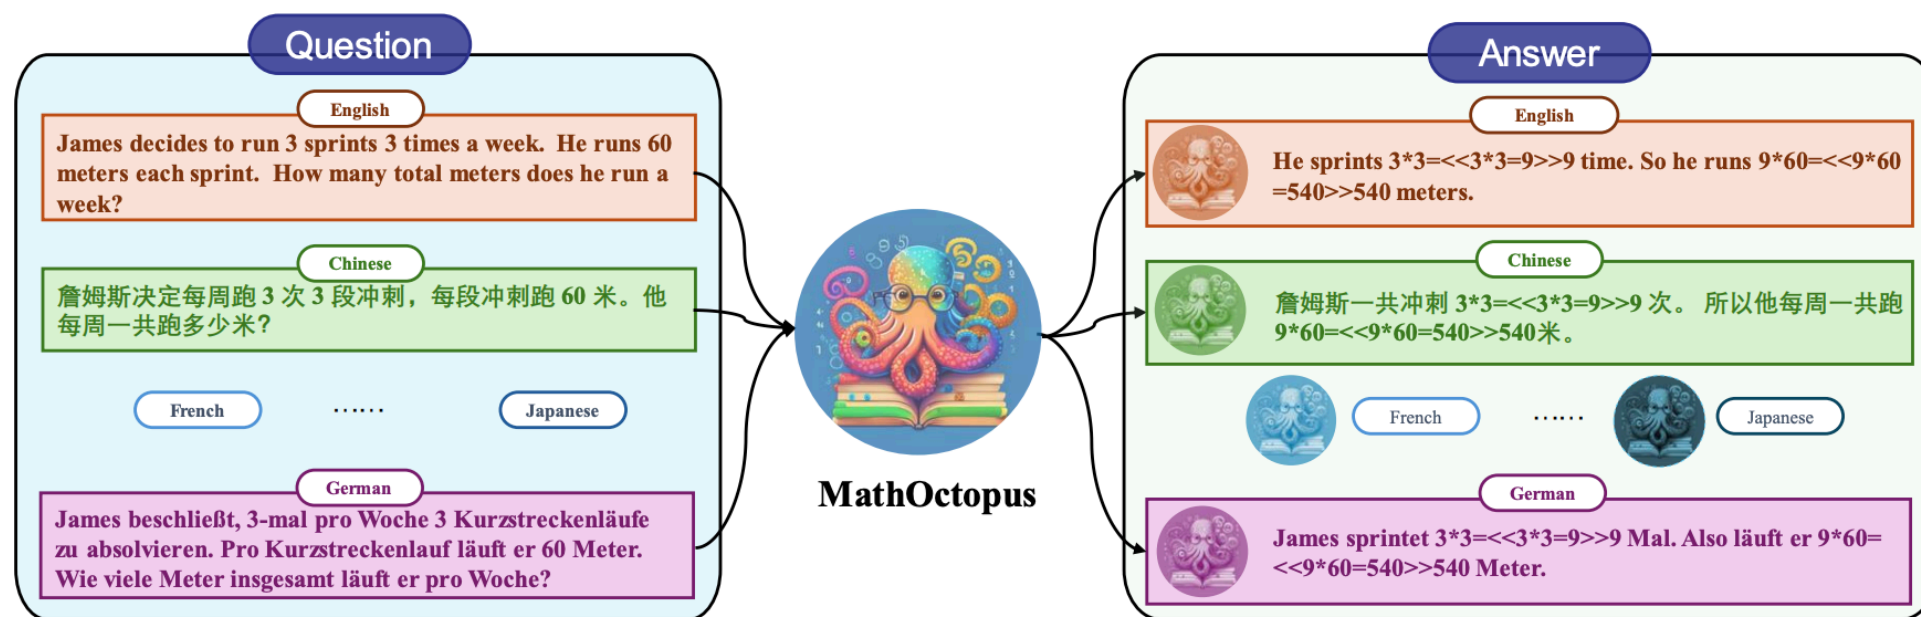 Question
English
James decides to run 3 sprints 3 times a week. He runs 60
meters each sprint. How many total meters does he run a
week?
Chinese
詹姆斯决定每周跑 3 次 3 段冲刺，每段冲刺跑 60 米。他
每周一共跑多少米？
French
……
Japanese
German
James beschließt, 3-mal pro Woche 3 Kurzstreckenläufe
zu absolvieren. Pro Kurzstreckenlauf läuft er 60 Meter.
Wie viele Meter insgesamt läuft er pro Woche?
MathOctopus
Answer
English
He sprints 3*3=<<3*3=9>>9 time. So he runs 9*60=<<9*60
=540>>540 meters.
Chinese
詹姆斯一共冲刺 3*3=<<3*3=9>>9 次。 所以他每周一共跑
9*60=<<9*60=540>>540米。
French
……
Japanese
German
James sprintet 3*3=<<3*3=9>>9 Mal. Also läuft er 9*60=
<<9*60=540>>540 Meter.